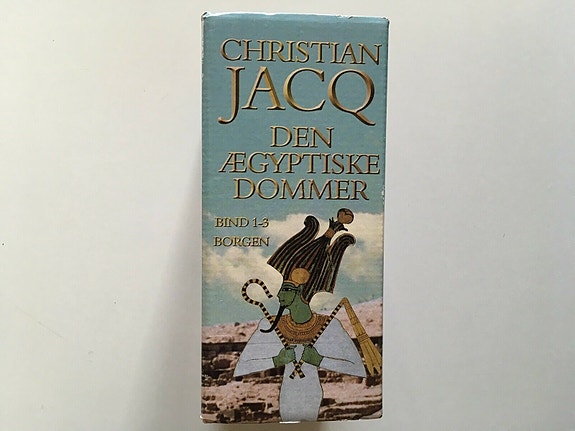 CHRISTIAN
JACQ
DEN
ÆGYPTISKE
DOMMER
BIND 1-3
BORGEN